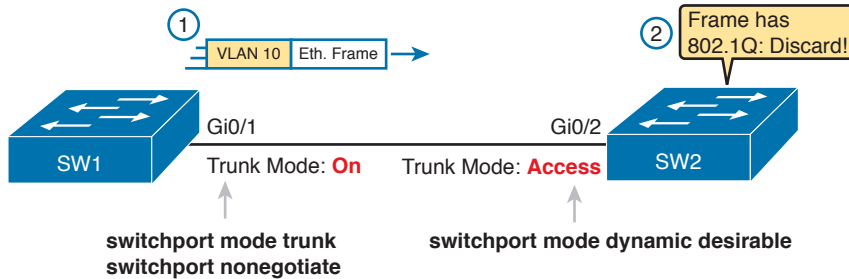 1
VLAN 10 Eth. Frame
2
Frame has
802.1Q: Discard!
SW1
Gi0/1
Gi0/2
SW2
Trunk Mode: On
Trunk Mode: Access
switchport mode trunk
switchport nonegotiate
switchport mode dynamic desirable